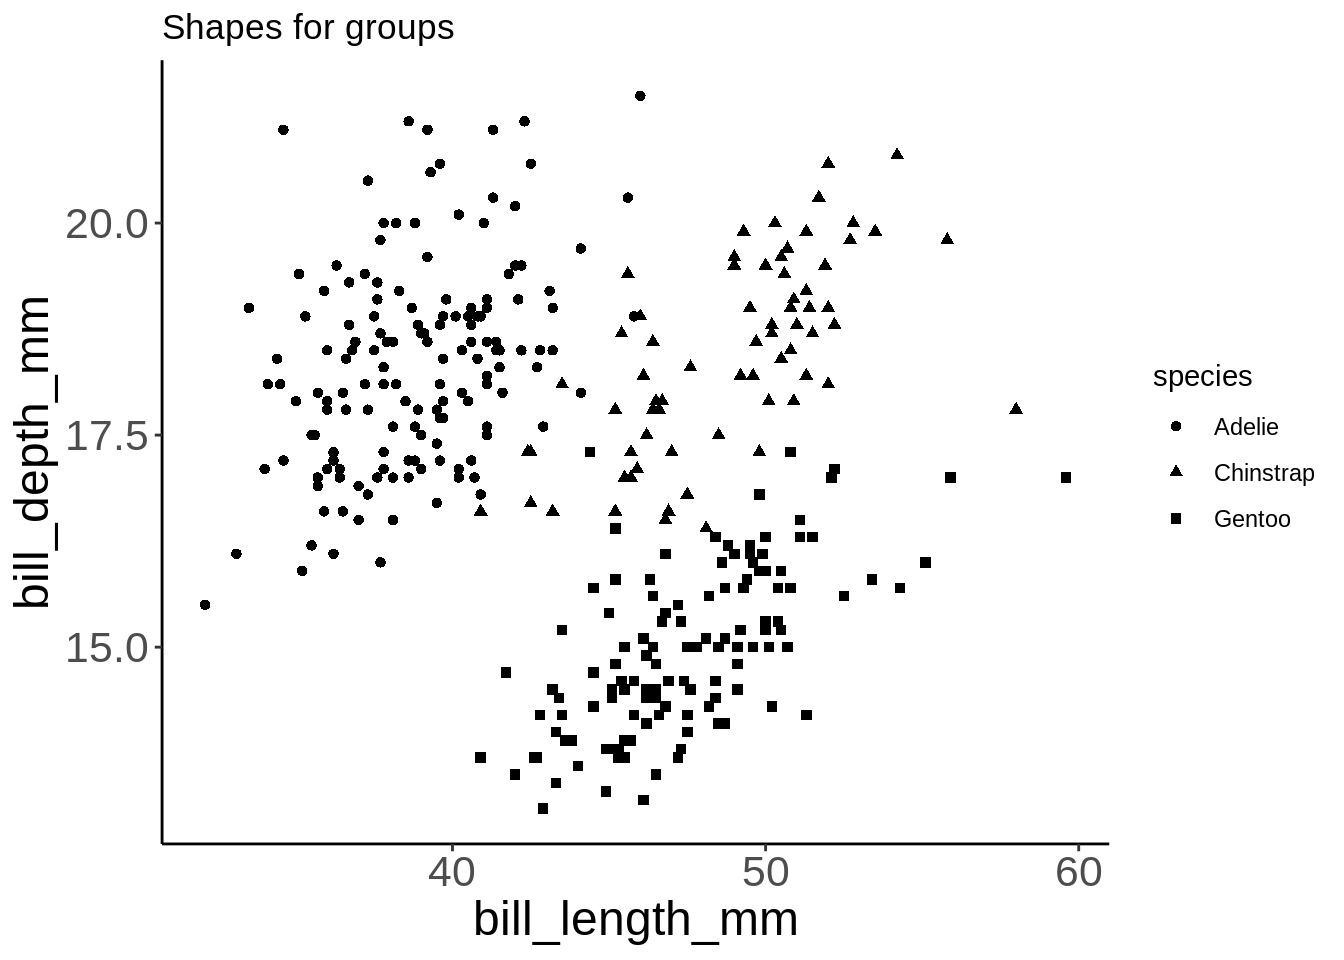 Shapes for groups
20.0
17.5
15.0
bill_depth_mm
40 50 60
bill_length_mm
species
Adelie
Chinstrap
Gentoo